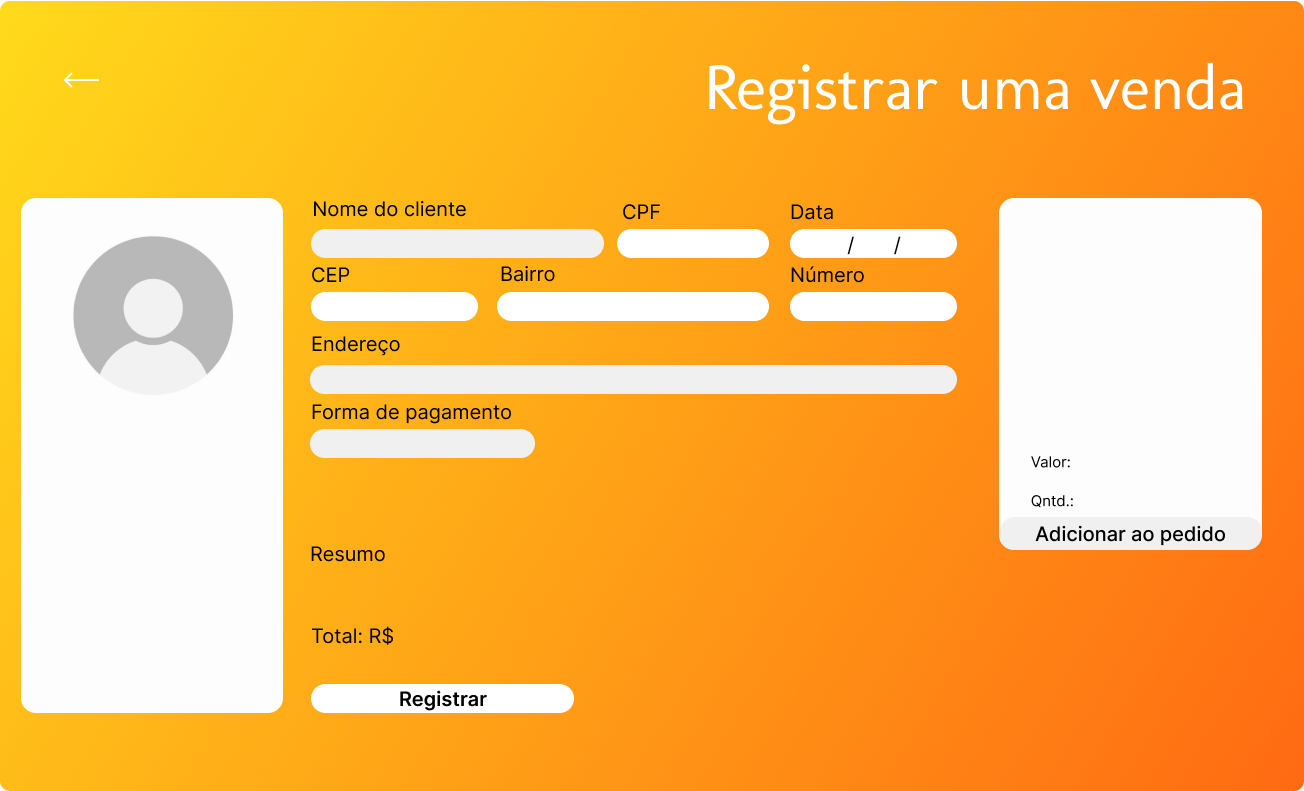 Registrar uma venda
Nome do cliente
CPF
Data
/ /
CEP
Bairro
Número
Endereço
Forma de pagamento
Resumo
Total: R$
Registrar
Valor:
Qntd.:
Adicionar ao pedido